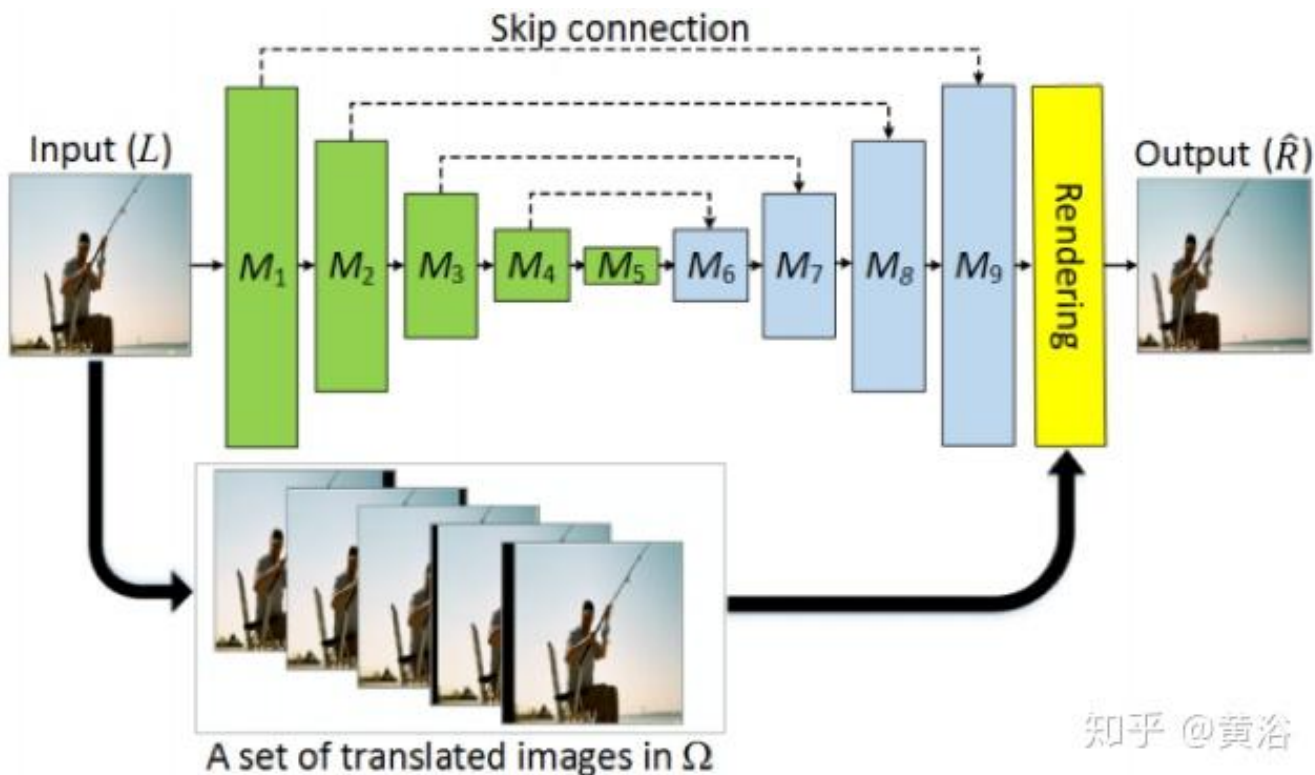 Skip connection
Input (L)
Output (R̂)
M₁
M₂
M₃
M₄
M₅
M₆
M₇
M₈
M₉
Rendering
A set of translated images in Ω
知乎 @黄浴